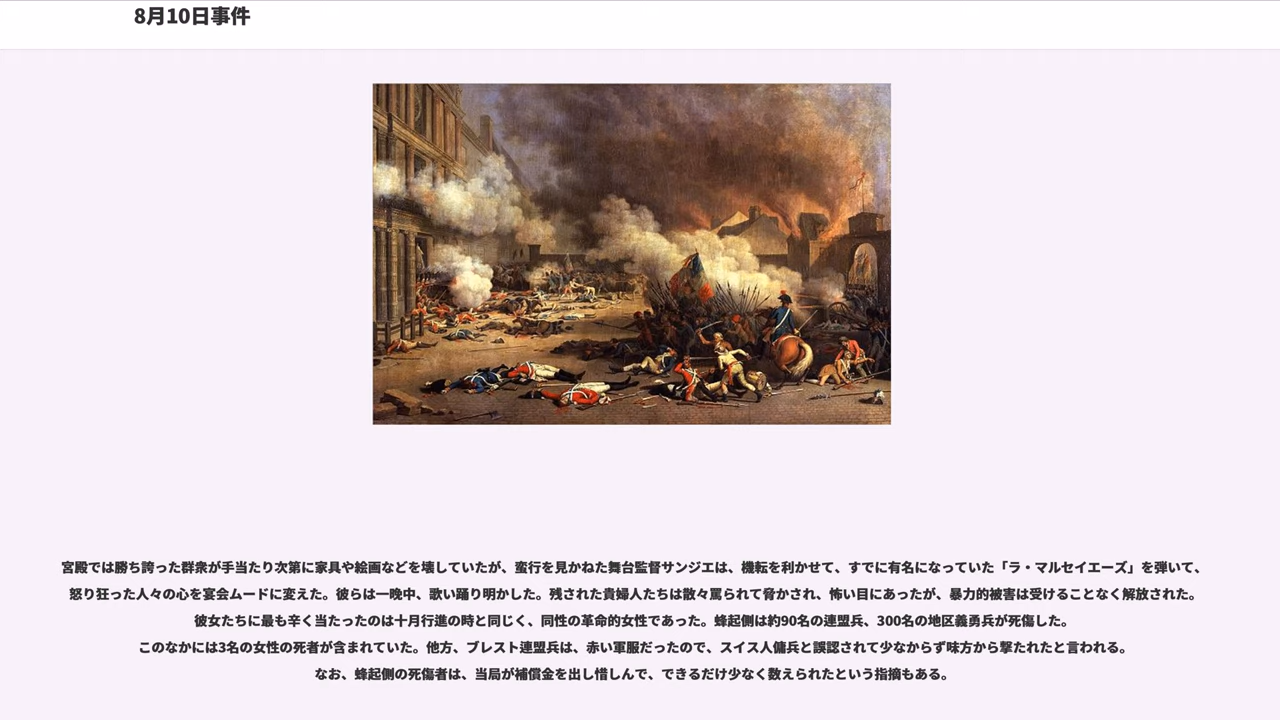 8月10日事件
宮殿では勝ち誇った群衆が手当たり次第に家具や絵画などを壊していたが、蛮行を見かねた舞台監督サンジエは、機転を利かせて、すでに有名になっていた「ラ・マルセイエーズ」を弾いて、
怒り狂った人々の心を宴会ムードに変えた。彼らは一晩中、歌い踊り明かした。残された貴婦人たちは散々罵られて脅かされ、怖い目にあったが、暴力的被害は受けることなく解放された。
彼女たちに最も辛く当たったのは十月行進の時と同じく、同性の革命的女性であった。蜂起側は約90名の連盟兵、300名の地区義勇兵が死傷した。
このなかには3名の女性の死者が含まれていた。他方、ブレスト連盟兵は、赤い軍服だったので、スイス人傭兵と誤認されて少なからず味方から撃たれたと言われる。
なお、蜂起側の死傷者は、当局が補償金を出し惜しんで、できるだけ少なく数えられたという指摘もある。